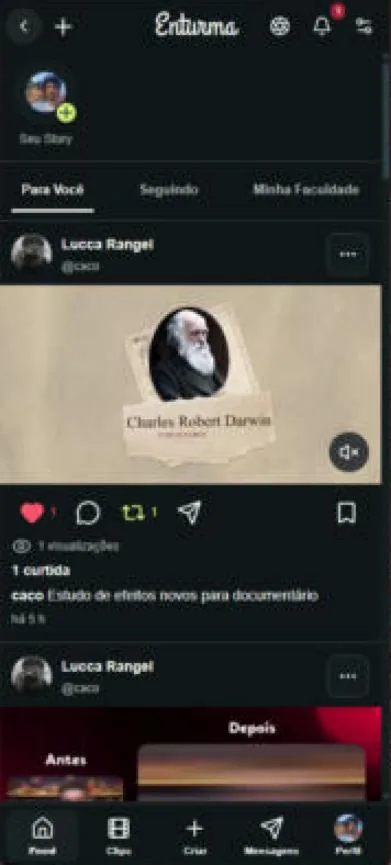 Enturma
Seu Story
Para Você
Seguindo
Minha Faculdade
Lucca Rangel
@caco
Charles Robert Darwin
1
1
1 visualizações
1 curtida
caco Estudo de efeitos novos para documentário
há 5 h
Lucca Rangel
@caco
Antes
Depois
Feed
Clips
Criar
Mensagens
Perfil